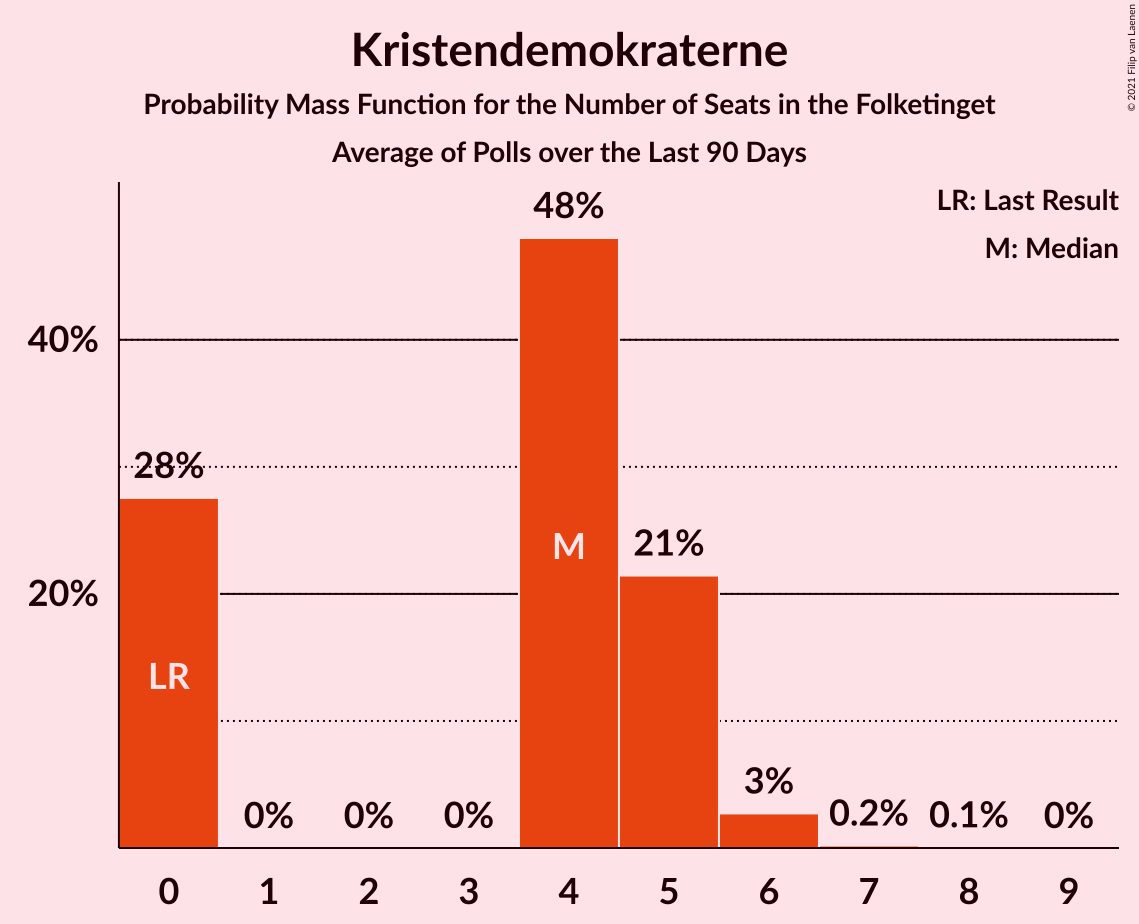 Kristendemokraterne
Probability Mass Function for the Number of Seats in the Folketinget
Average of Polls over the Last 90 Days
© 2021 Filip van Laenen
LR: Last Result
M: Median
48%
40%
28%
M
21%
20%
LR
3%
0% 0% 0% 0.2% 0.1% 0%
0 1 2 3 4 5 6 7 8 9